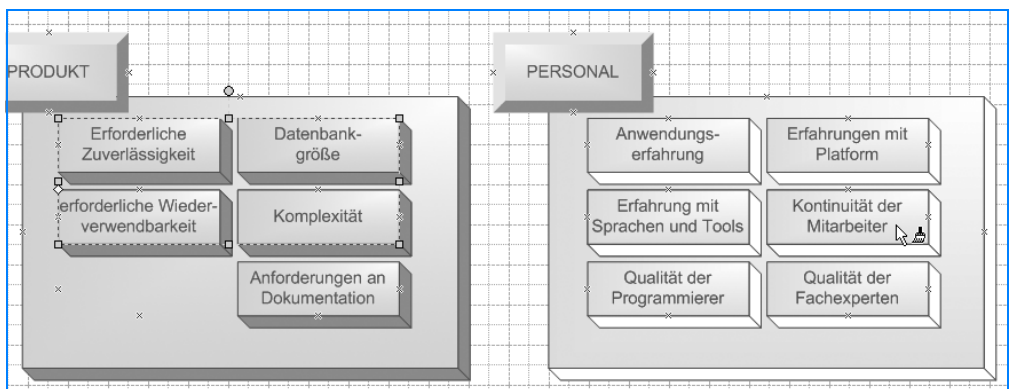 PRODUKT
Erforderliche
Zuverlässigkeit
Datenbank-
größe
erforderliche Wieder-
verwendbarkeit
Komplexität
Anforderungen an
Dokumentation
PERSONAL
Anwendungs-
erfahrung
Erfahrungen mit
Platform
Erfahrung mit
Sprachen und Tools
Kontinuität der
Mitarbeiter
Qualität der
Programmierer
Qualität der
Fachexperten